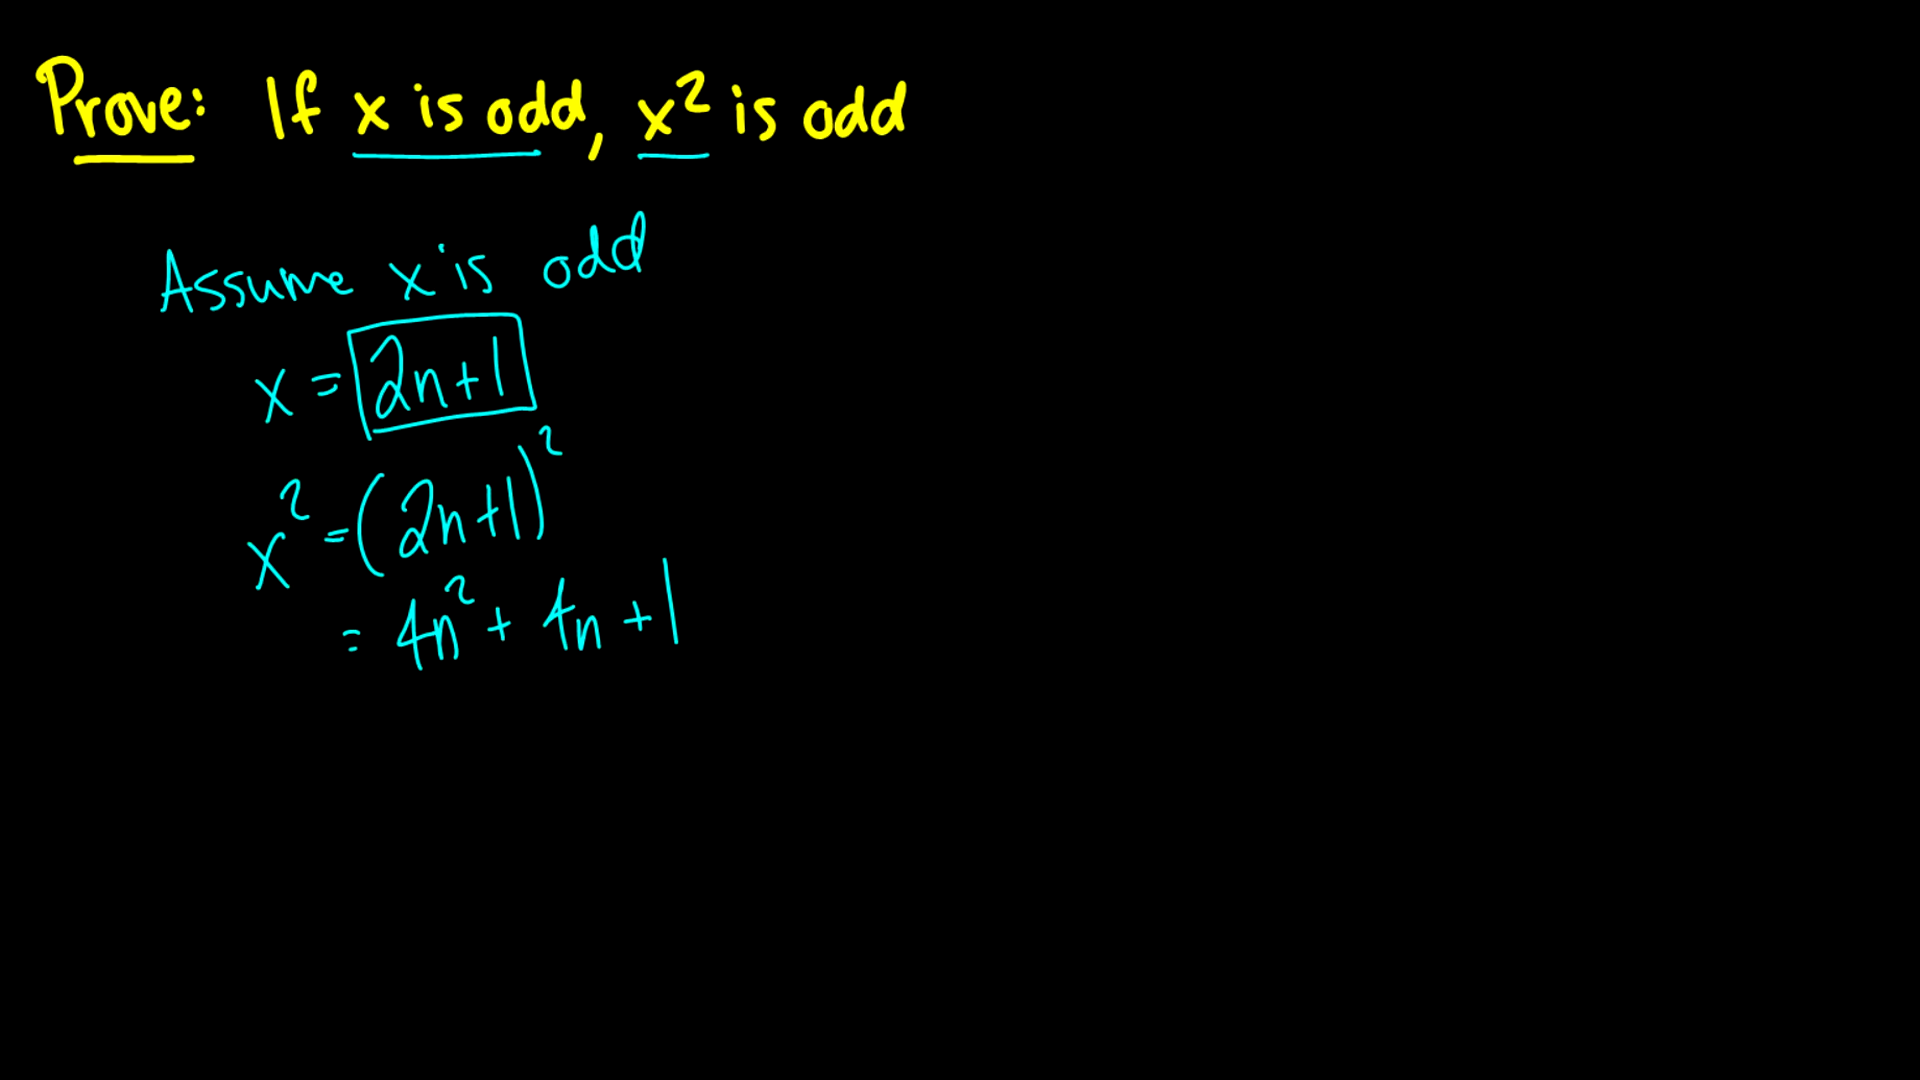 Prove: If x is odd, x² is odd
Assume x is odd
x = 2n+1
x² = (2n+1)²
= 4n² + 4n + 1